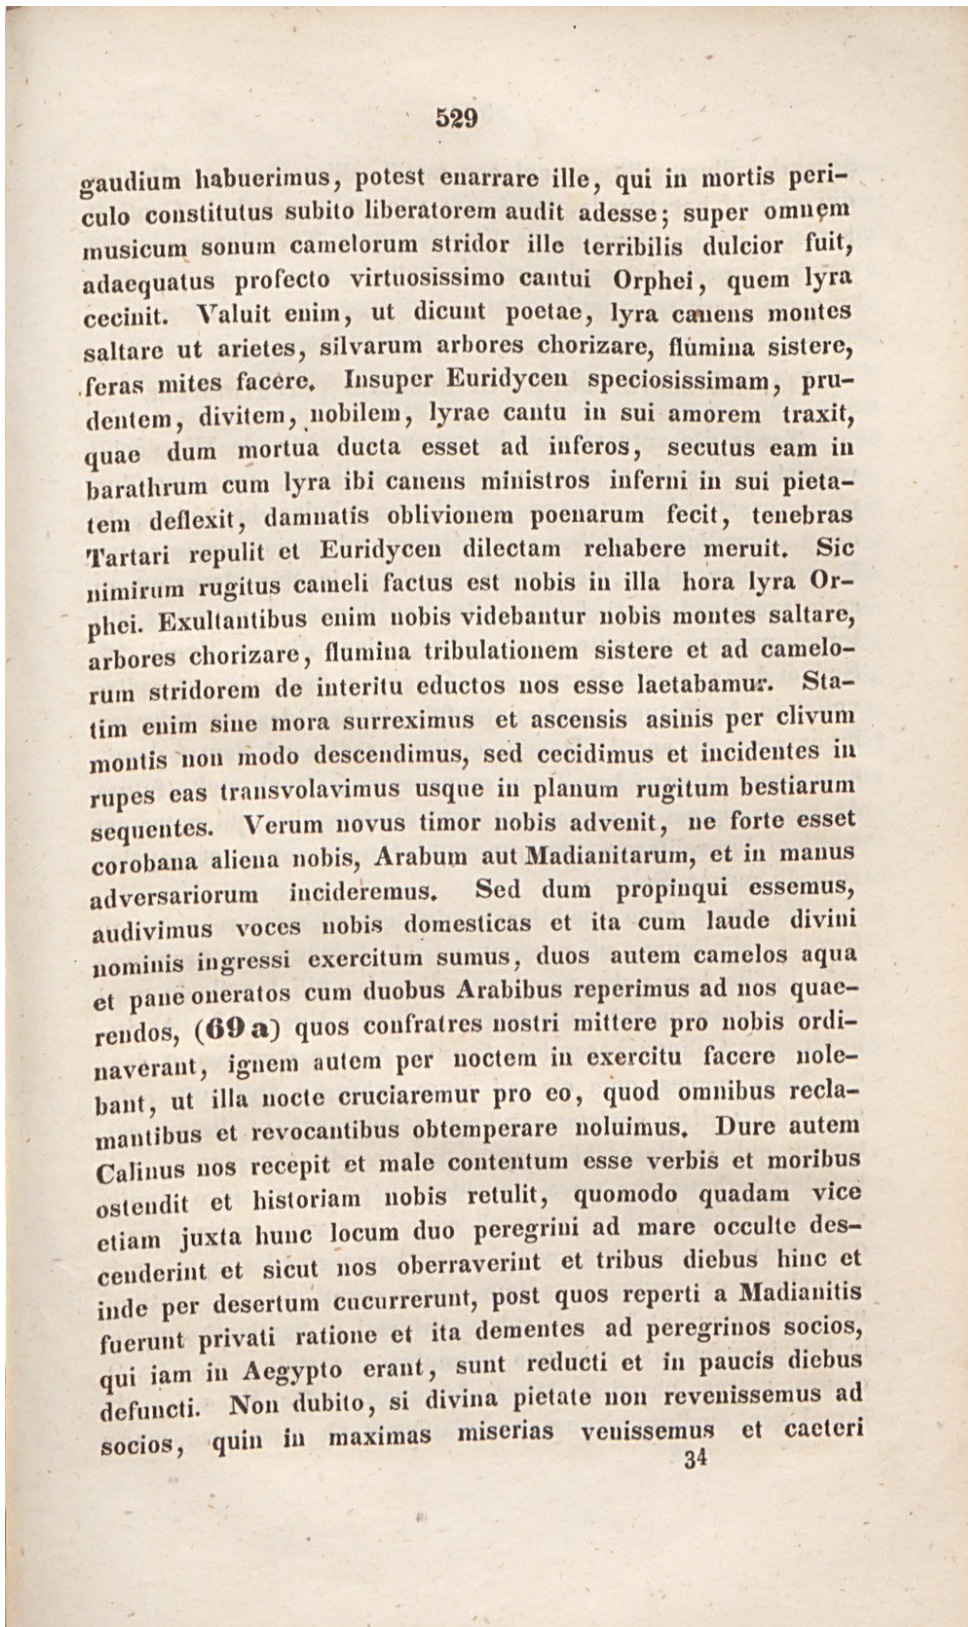 529
gaudium habuerimus, potest enarrare ille, qui in mortis peri-
culo constitutus subito liberatorem audit adesse; super omnem
musicum sonum camelorum stridor ille terribilis dulcior fuit,
adaequatus profecto virtuosissimo cantui Orphei, quem lyra
cecinit. Valuit enim, ut dicunt poetae, lyra canens montes
saltare ut arietes, silvarum arbores chorizare, flumina sistere,
feras mites facere. Insuper Euridycen speciosissimam, pru-
dentem, divitem, nobilem, lyrae cantu in sui amorem traxit,
quae dum mortua ducta esset ad inferos, secutus eam in
barathrum cum lyra ibi canens ministros inferni in sui pieta-
tem deflexit, damnatis oblivionem poenarum fecit, tenebras
Tartari repulit et Euridycen dilectam rehabere meruit. Sic
nimirum rugitus cameli factus est nobis in illa hora lyra Or-
phei. Exultantibus enim nobis videbantur nobis montes saltare,
arbores chorizare, flumina tribulationem sistere et ad camelo-
rum stridorem de interitu eductos nos esse laetabamur. Sta-
tim enim sine mora surreximus et ascensis asinis per clivum
montis non modo descendimus, sed cecidimus et incidentes in
rupes eas transvolavimus usque in planum rugitum bestiarum
sequentes. Verum novus timor nobis advenit, ne forte esset
corobana aliena nobis, Arabum aut Madianitarum, et in manus
adversariorum incideremus. Sed dum propinqui essemus,
audivimus voces nobis domesticas et ita cum laude divini
nominis ingressi exercitum sumus, duos autem camelos aqua
et pane oneratos cum duobus Arabibus reperimus ad nos quae-
rendos, (69 a) quos confratres nostri mittere pro nobis ordi-
naverant, ignem autem per noctem in exercitu facere nole-
bant, ut illa nocte cruciaremur pro eo, quod omnibus recla-
mantibus et revocantibus obtemperare noluimus. Dure autem
Calinus nos recepit et male contentum esse verbis et moribus
ostendit et historiam nobis retulit, quomodo quadam vice
etiam juxta hunc locum duo peregrini ad mare occulte des-
cenderint et sicut nos oberraverint et tribus diebus hinc et
inde per desertum cucurrerunt, post quos reperti a Madianitis
fuerunt privati ratione et ita dementes ad peregrinos socios,
qui iam in Aegypto erant, sunt reducti et in paucis diebus
defuncti. Non dubito, si divina pietate non revenissemus ad
socios, quin in maximas miserias venissemus et caeteri
34